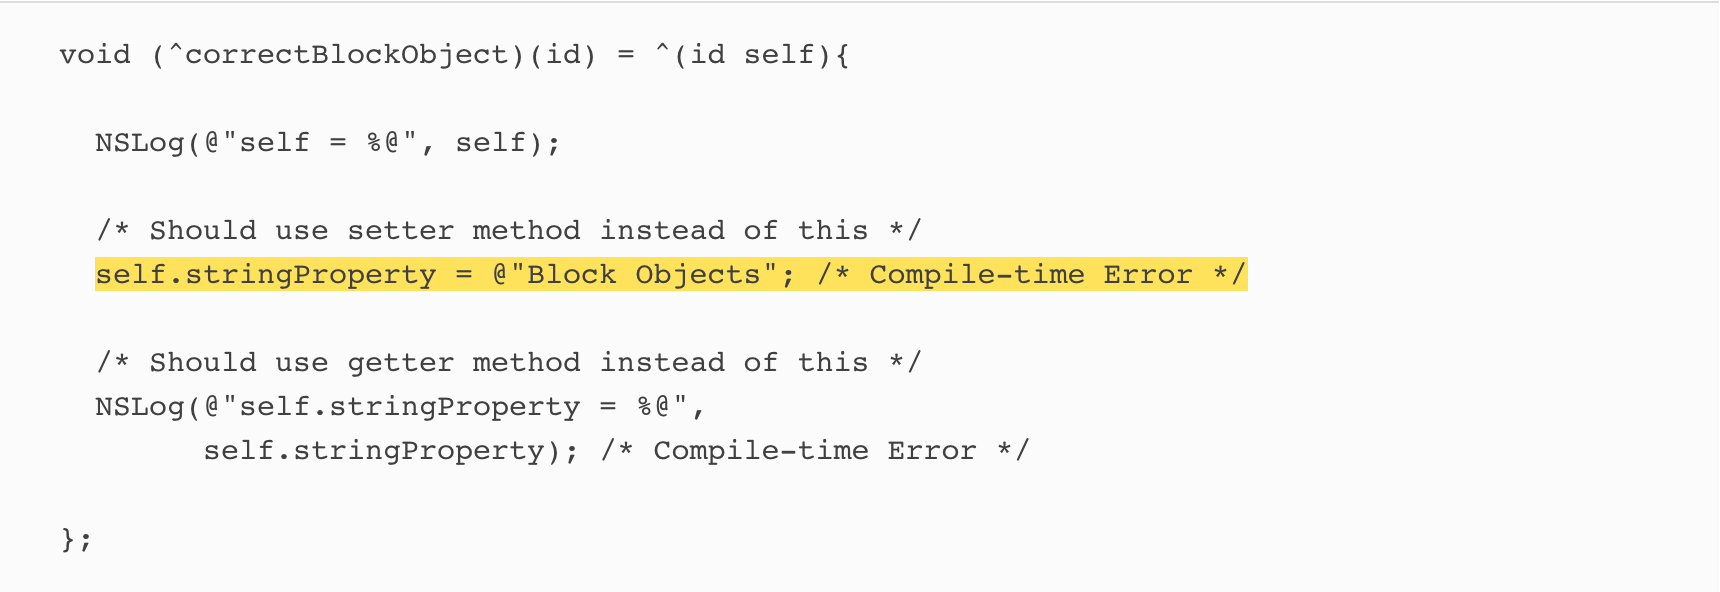 void (^correctBlockObject)(id) = ^(id self){
NSLog(@"self = %@", self);
/* Should use setter method instead of this */
self.stringProperty = @"Block Objects"; /* Compile-time Error */
/* Should use getter method instead of this */
NSLog(@"self.stringProperty = %@",
self.stringProperty); /* Compile-time Error */
};